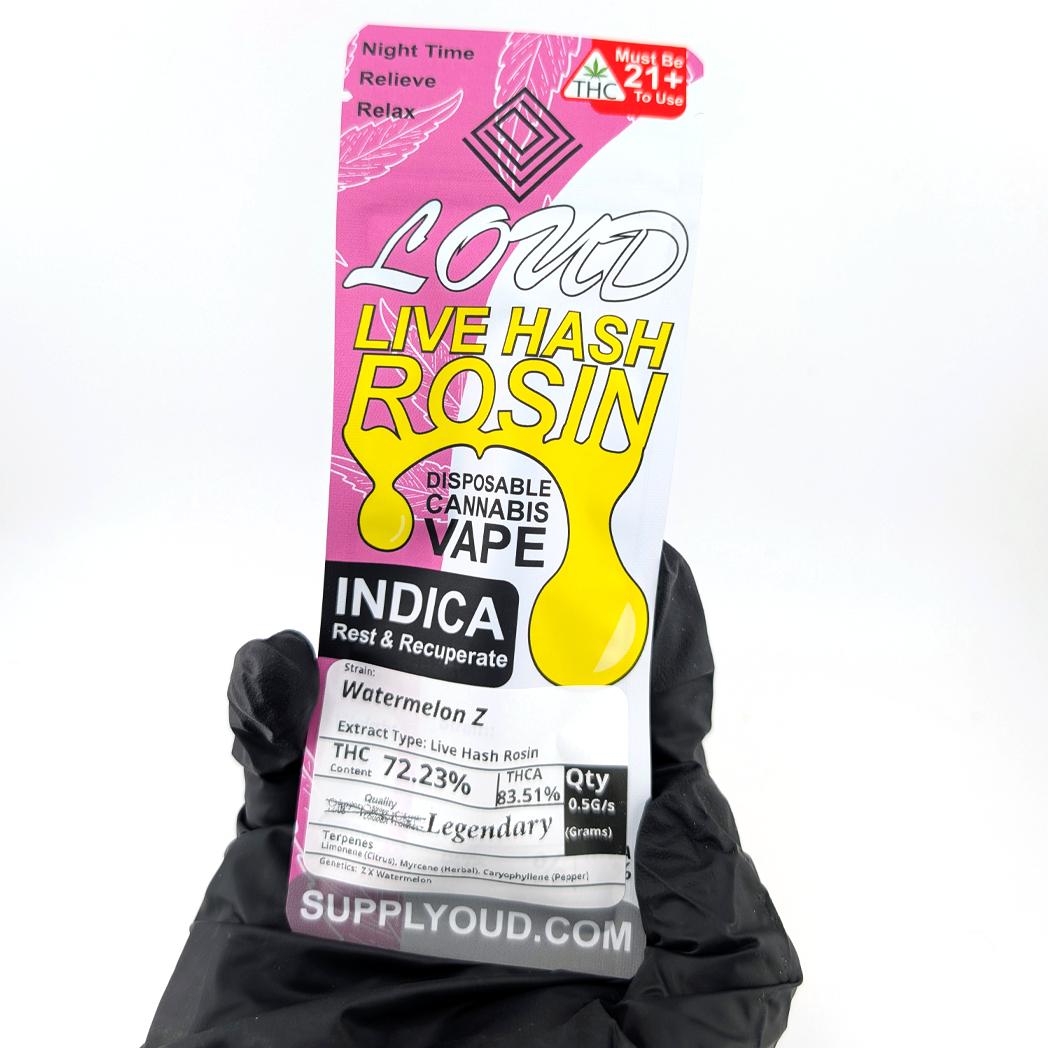 Night Time
Relieve
Relax
THC
Must Be
21+
To Use
LOUD
LIVE HASH
ROSIN
DISPOSABLE
CANNABIS
VAPE
INDICA
Rest & Recuperate
Strain:
Watermelon Z
Extract Type: Live Hash Rosin
THC
Content
72.23%
THCA
83.51%
Qty
0.5G/s
(Grams)
Quality
Legendary
Terpenes
Limonene (Citrus), Myrcene (Herbal), Caryophyllene (Pepper)
Genetics: Z X Watermelon
SUPPLYOUD.COM